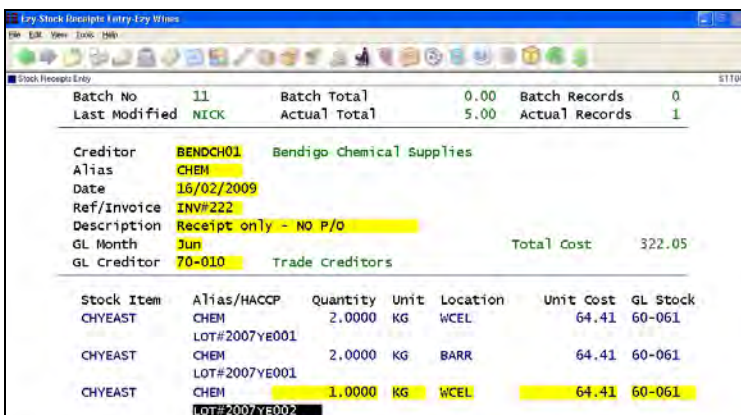 Ezy-Stock Receipts Entry-Ezy Wines
File Edit View Tools Help
Stock Receipts Entry
Batch No 11 Batch Total 0.00 Batch Records 0
Last Modified NICK Actual Total 5.00 Actual Records 1
Creditor BENDCH01 Bendigo Chemical Supplies
Alias CHEM
Date 16/02/2009
Ref/Invoice INV#222
Description Receipt only - NO P/O
GL Month Jun Total Cost 322.05
GL Creditor 70-010 Trade Creditors
Stock Item Alias/HACCP Quantity Unit Location Unit Cost GL Stock
CHYEAST CHEM 2.0000 KG WCEL 64.41 60-061
LOT#2007YE001
CHYEAST CHEM 2.0000 KG BARR 64.41 60-061
LOT#2007YE001
CHYEAST CHEM 1.0000 KG WCEL 64.41 60-061
LOT#2007YE002